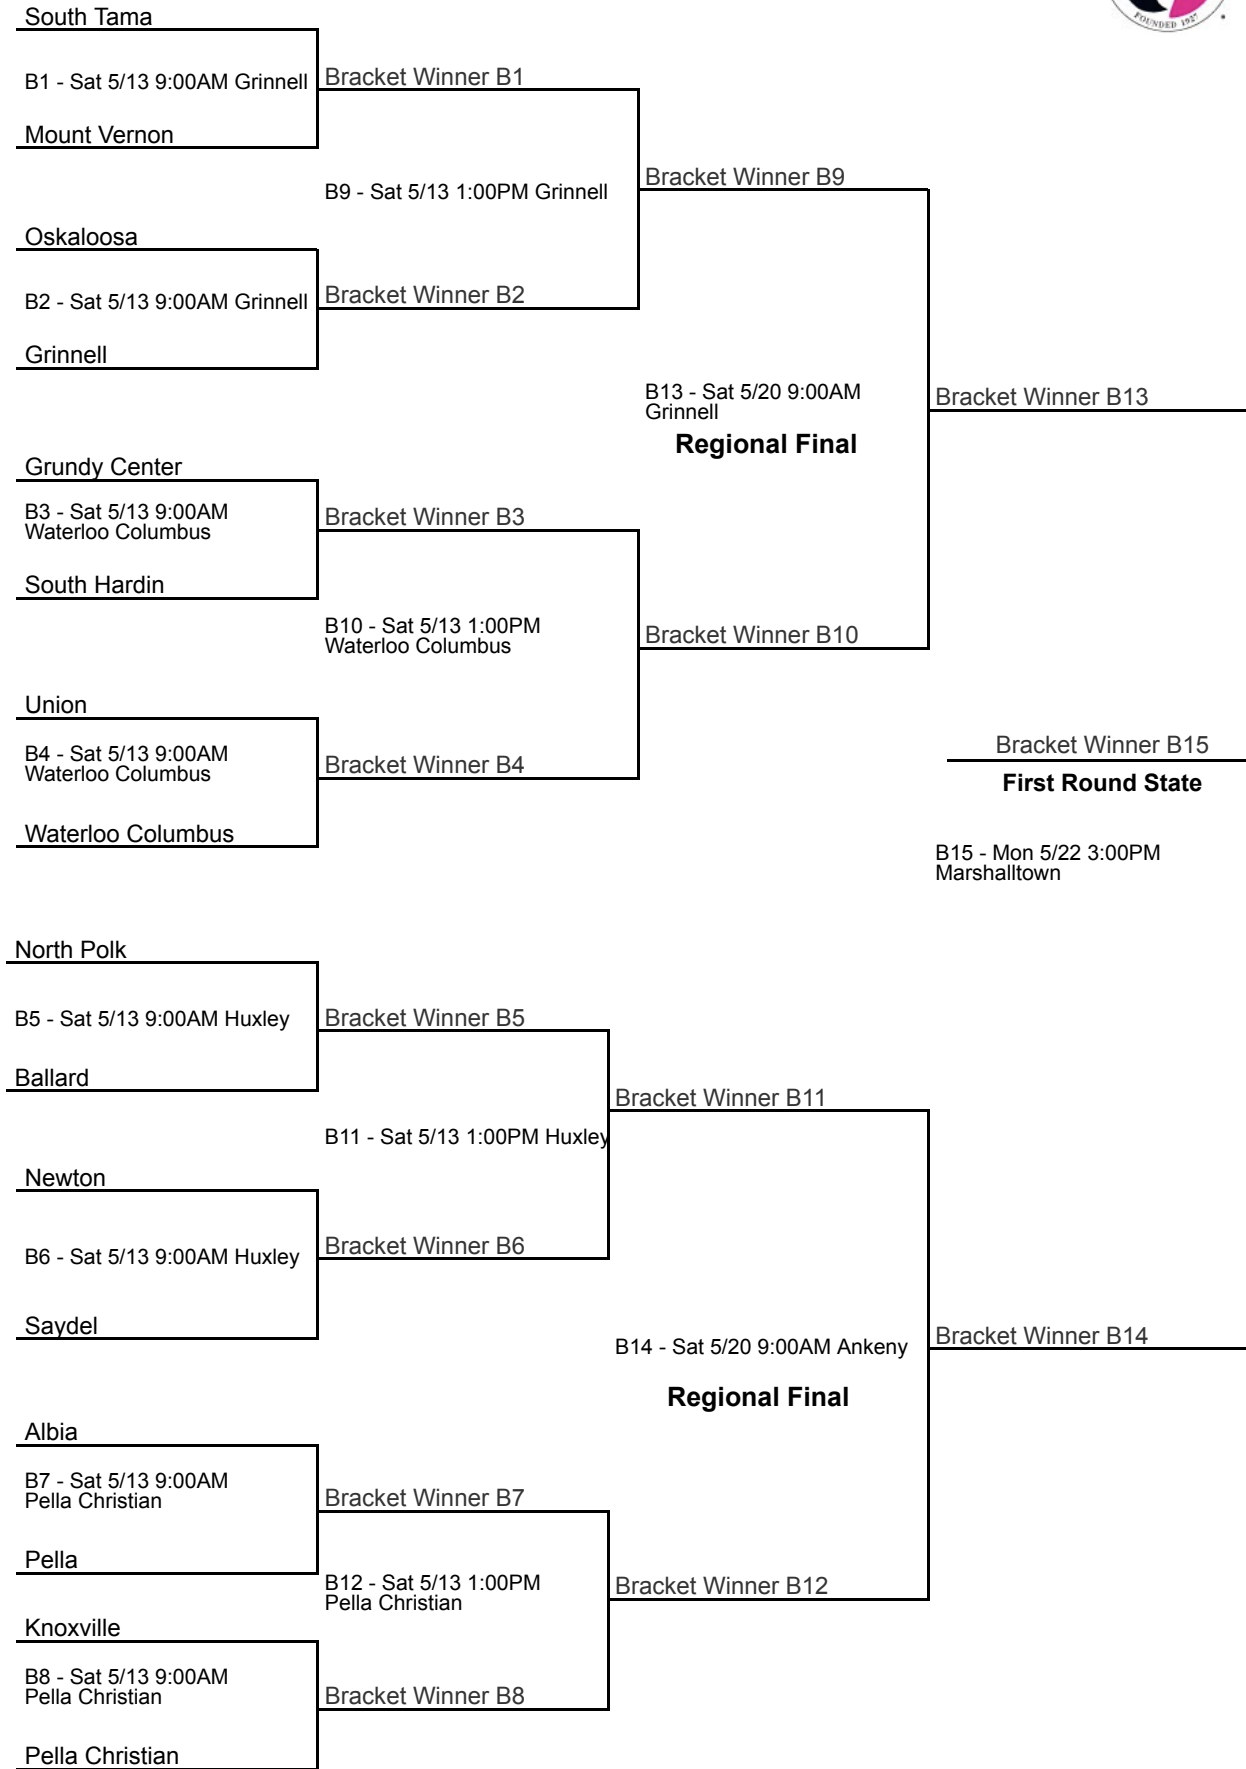 FOUNDED 1927
South Tama
B1 - Sat 5/13 9:00AM Grinnell
Bracket Winner B1
Mount Vernon
B9 - Sat 5/13 1:00PM Grinnell
Bracket Winner B9
Oskaloosa
B2 - Sat 5/13 9:00AM Grinnell
Bracket Winner B2
Grinnell
B13 - Sat 5/20 9:00AM
Grinnell
Regional Final
Bracket Winner B13
Grundy Center
B3 - Sat 5/13 9:00AM
Waterloo Columbus
Bracket Winner B3
South Hardin
B10 - Sat 5/13 1:00PM
Waterloo Columbus
Bracket Winner B10
Union
B4 - Sat 5/13 9:00AM
Waterloo Columbus
Bracket Winner B4
Waterloo Columbus
Bracket Winner B15
First Round State
B15 - Mon 5/22 3:00PM
Marshalltown
North Polk
B5 - Sat 5/13 9:00AM Huxley
Bracket Winner B5
Ballard
B11 - Sat 5/13 1:00PM Huxley
Bracket Winner B11
Newton
B6 - Sat 5/13 9:00AM Huxley
Bracket Winner B6
Saydel
B14 - Sat 5/20 9:00AM Ankeny
Regional Final
Bracket Winner B14
Albia
B7 - Sat 5/13 9:00AM
Pella Christian
Bracket Winner B7
Pella
B12 - Sat 5/13 1:00PM
Pella Christian
Bracket Winner B12
Knoxville
B8 - Sat 5/13 9:00AM
Pella Christian
Bracket Winner B8
Pella Christian